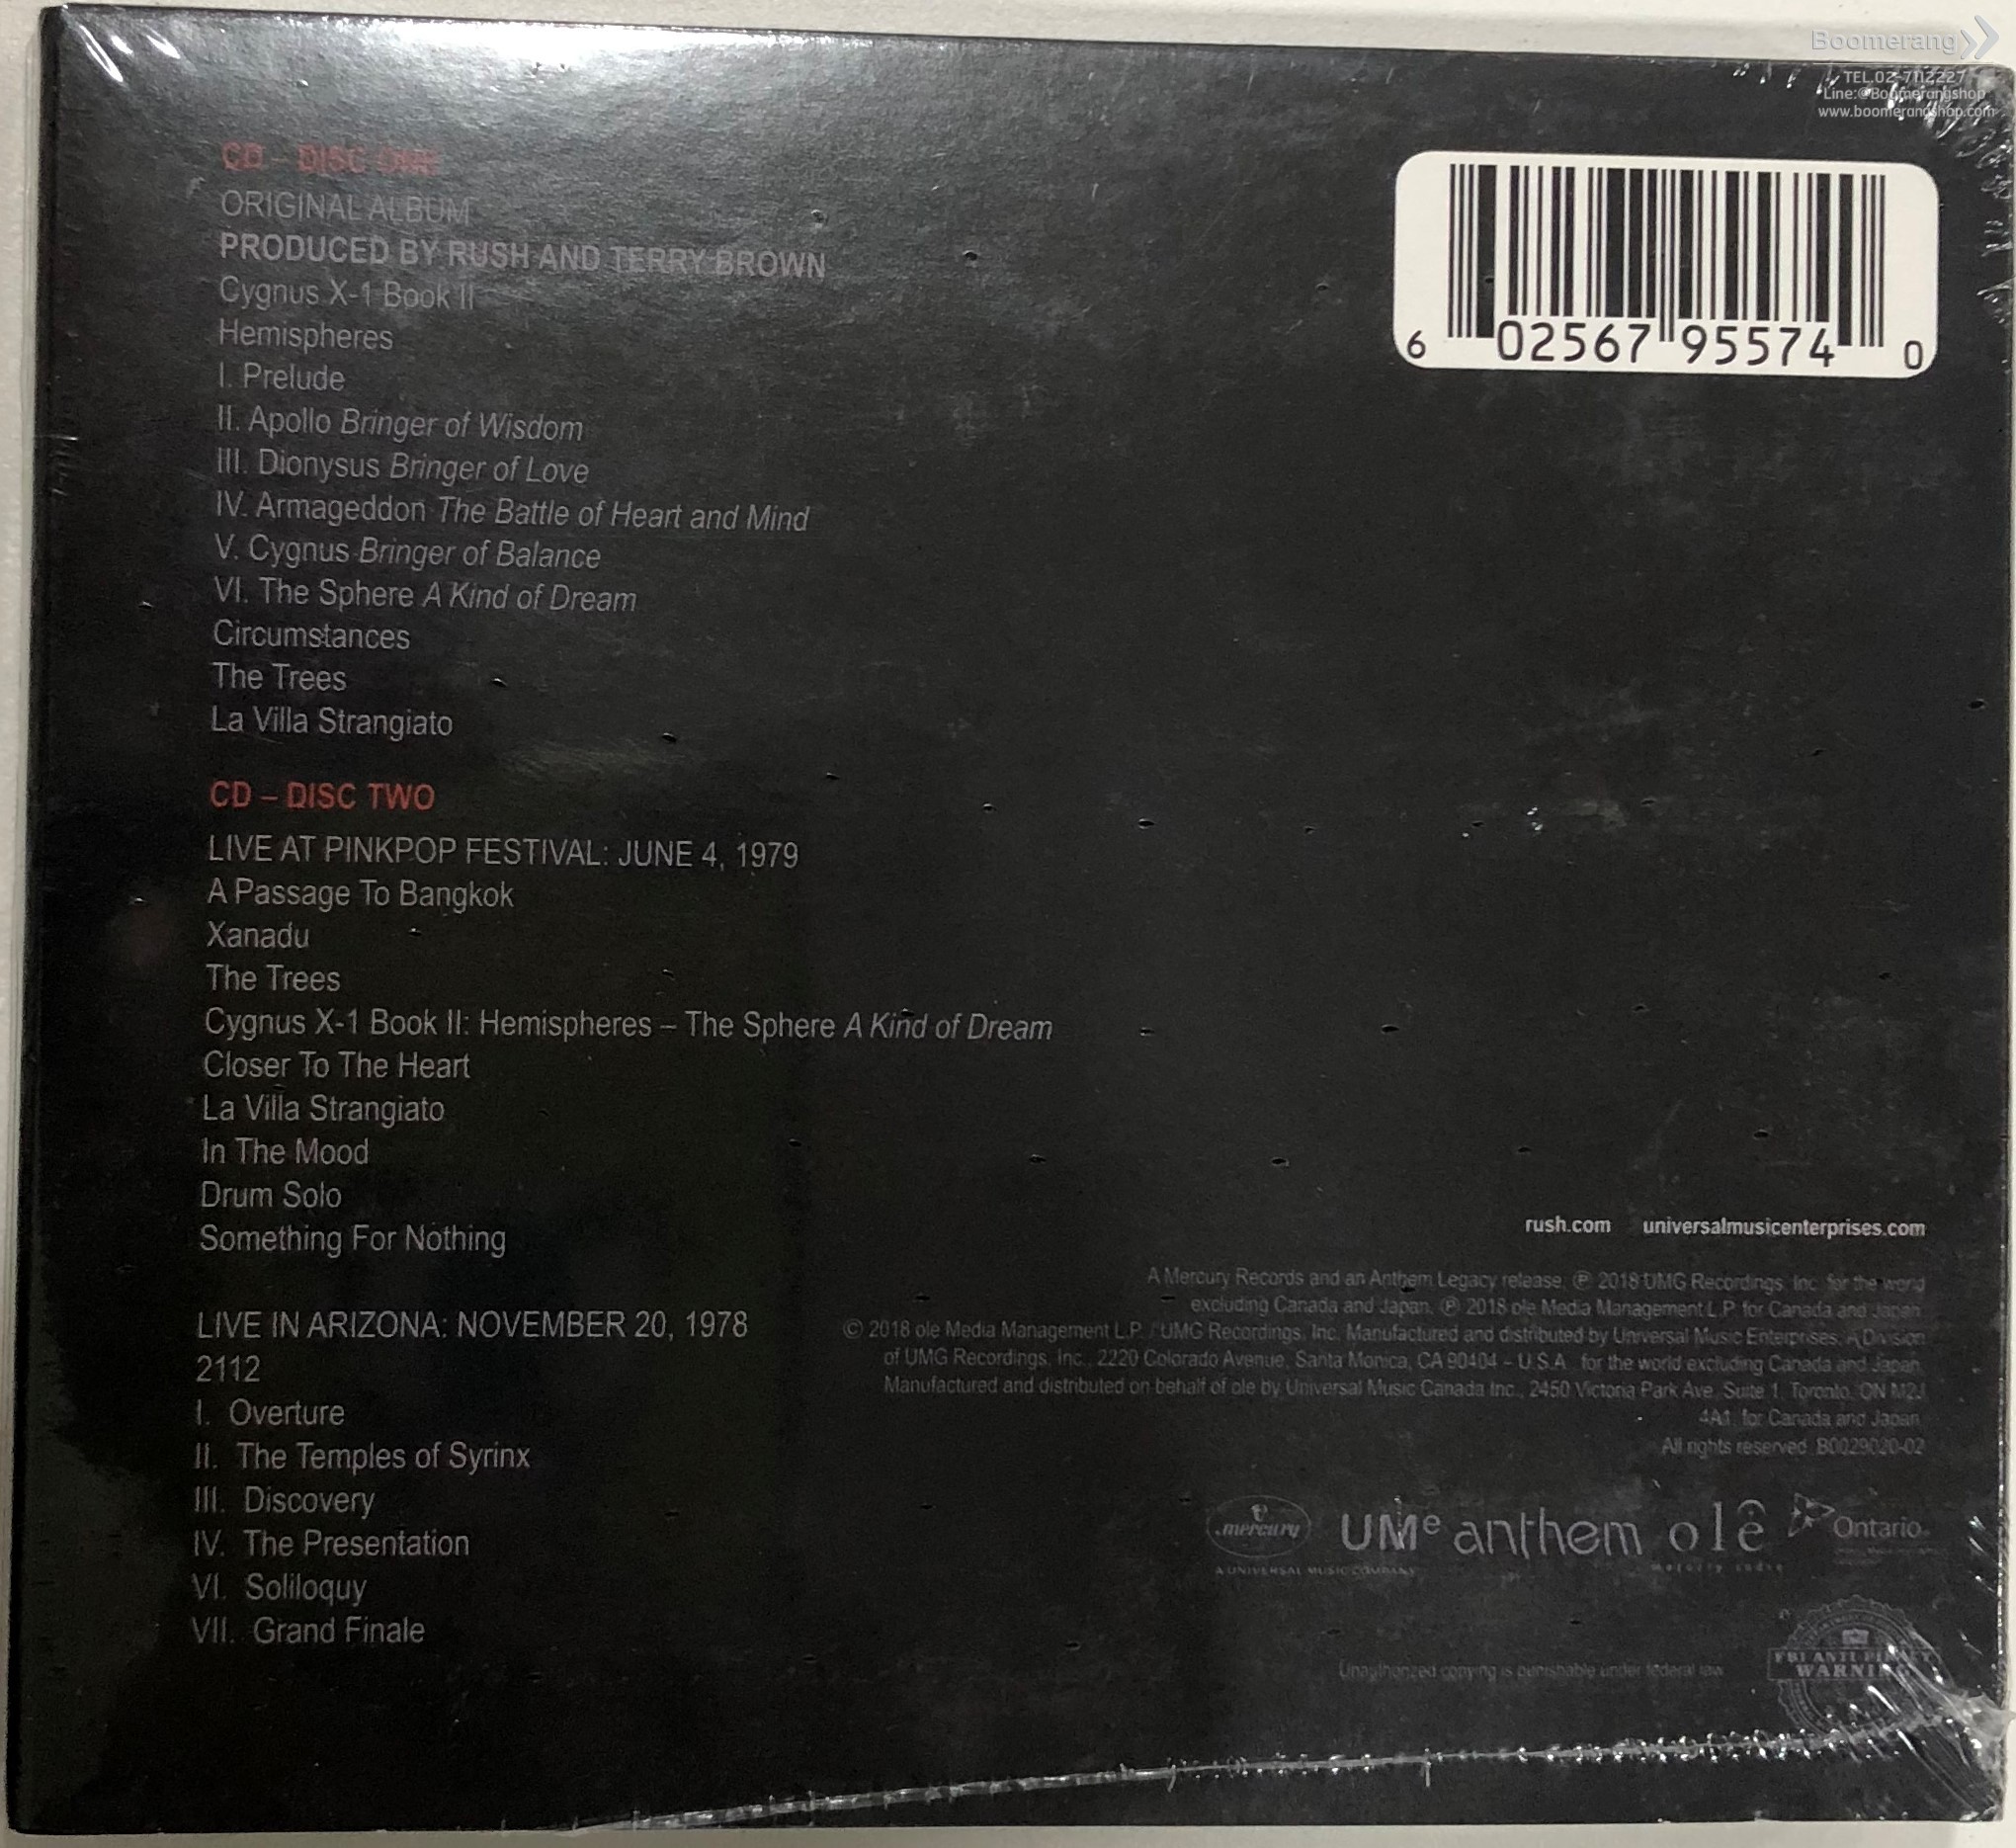 Boomerang
TEL.02-7112227
Line:@Boomerangshop
www.boomerangshop.com
CD – DISC ONE
ORIGINAL ALBUM
PRODUCED BY RUSH AND TERRY BROWN
Cygnus X-1 Book II
Hemispheres
I. Prelude
II. Apollo Bringer of Wisdom
III. Dionysus Bringer of Love
IV. Armageddon The Battle of Heart and Mind
V. Cygnus Bringer of Balance
VI. The Sphere A Kind of Dream
Circumstances
The Trees
La Villa Strangiato
6 02567 95574 0
CD – DISC TWO
LIVE AT PINKPOP FESTIVAL: JUNE 4, 1979
A Passage To Bangkok
Xanadu
The Trees
Cygnus X-1 Book II: Hemispheres – The Sphere A Kind of Dream
Closer To The Heart
La Villa Strangiato
In The Mood
Drum Solo
Something For Nothing
LIVE IN ARIZONA: NOVEMBER 20, 1978
2112
I. Overture
II. The Temples of Syrinx
III. Discovery
IV. The Presentation
VI. Soliloquy
VII. Grand Finale
rush.com universalmusicenterprises.com
A Mercury Records and an Anthem Legacy release, ℗ 2018 UMG Recordings, Inc. for the world
excluding Canada and Japan. ℗ 2018 ole Media Management L.P. for Canada and Japan.
© 2018 ole Media Management L.P. / UMG Recordings, Inc. Manufactured and distributed by Universal Music Enterprises, A Division
of UMG Recordings, Inc., 2220 Colorado Avenue, Santa Monica, CA 90404 – U.S.A. for the world excluding Canada and Japan.
Manufactured and distributed on behalf of ole by Universal Music Canada Inc., 2450 Victoria Park Ave, Suite 1, Toronto, ON M2J
4A1 for Canada and Japan.
All rights reserved. B0029020-02
mercury
A UNIVERSAL MUSIC COMPANY
UMe anthem olé
majorly indie
Ontario
Unauthorized copying is punishable under federal law
FBI ANTI PIRACY
WARNING